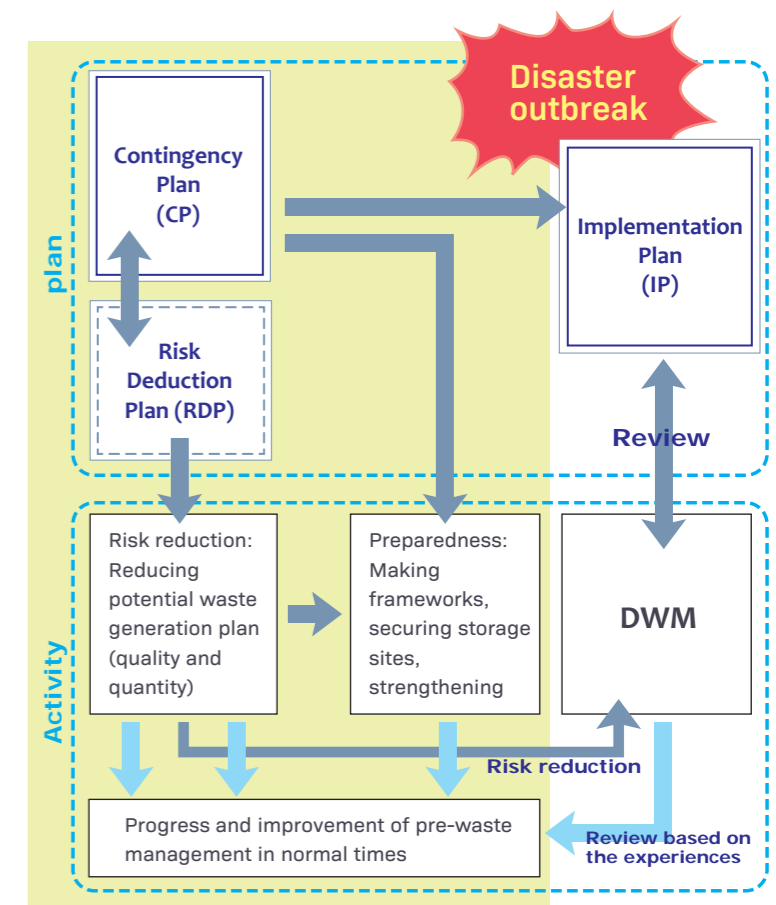 Disaster
outbreak
plan
Contingency
Plan
(CP)
Implementation
Plan
(IP)
Risk
Deduction
Plan (RDP)
Review
Activity
Risk reduction:
Reducing
potential waste
generation plan
(quality and
quantity)
Preparedness:
Making
frameworks,
securing storage
sites,
strengthening
DWM
Risk reduction
Progress and improvement of pre-waste
management in normal times
Review based on
the experiences